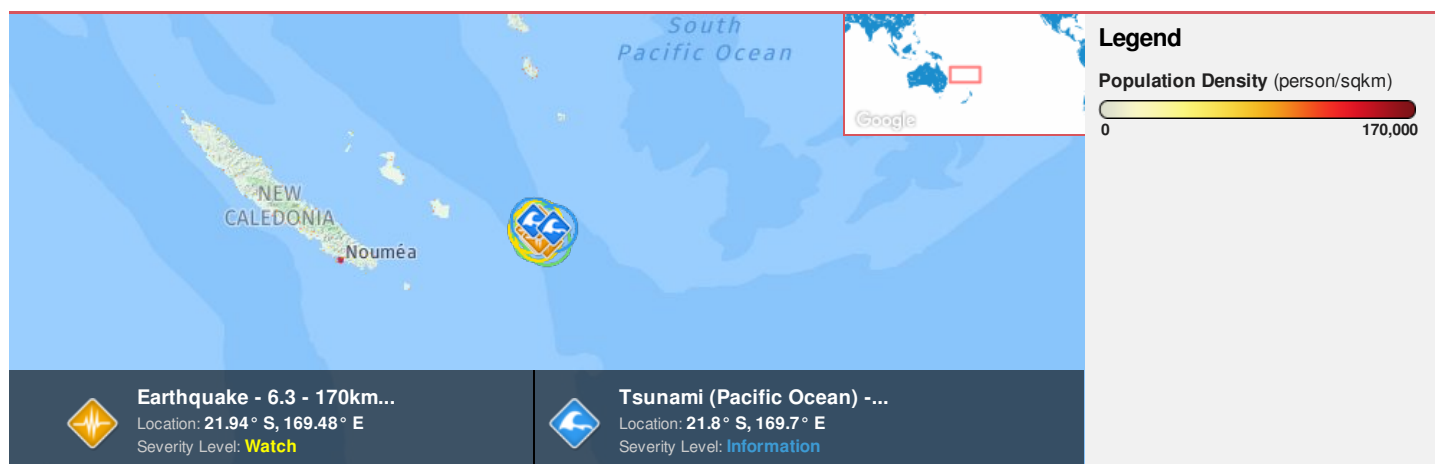 South
Pacific Ocean
NEW
CALEDONIA
Nouméa
Google
Legend
Population Density (person/sqkm)
0 170,000
Earthquake - 6.3 - 170km...
Location: 21.94° S, 169.48° E
Severity Level: Watch
Tsunami (Pacific Ocean) -...
Location: 21.8° S, 169.7° E
Severity Level: Information